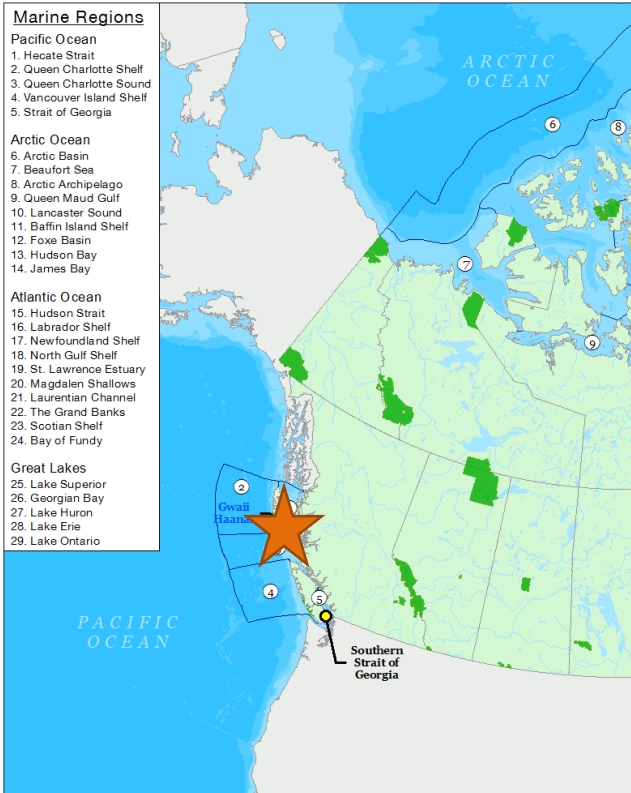 Marine Regions
Pacific Ocean
1. Hecate Strait
2. Queen Charlotte Shelf
3. Queen Charlotte Sound
4. Vancouver Island Shelf
5. Strait of Georgia
Arctic Ocean
6. Arctic Basin
7. Beaufort Sea
8. Arctic Archipelago
9. Queen Maud Gulf
10. Lancaster Sound
11. Baffin Island Shelf
12. Foxe Basin
13. Hudson Bay
14. James Bay
Atlantic Ocean
15. Hudson Strait
16. Labrador Shelf
17. Newfoundland Shelf
18. North Gulf Shelf
19. St. Lawrence Estuary
20. Magdalen Shallows
21. Laurentian Channel
22. The Grand Banks
23. Scotian Shelf
24. Bay of Fundy
Great Lakes
25. Lake Superior
26. Georgian Bay
27. Lake Huron
28. Lake Erie
29. Lake Ontario
ARCTIC
OCEAN
6
8
7
9
2
Gwaii
4
5
PACIFIC
OCEAN
Southern
Strait of
Georgia